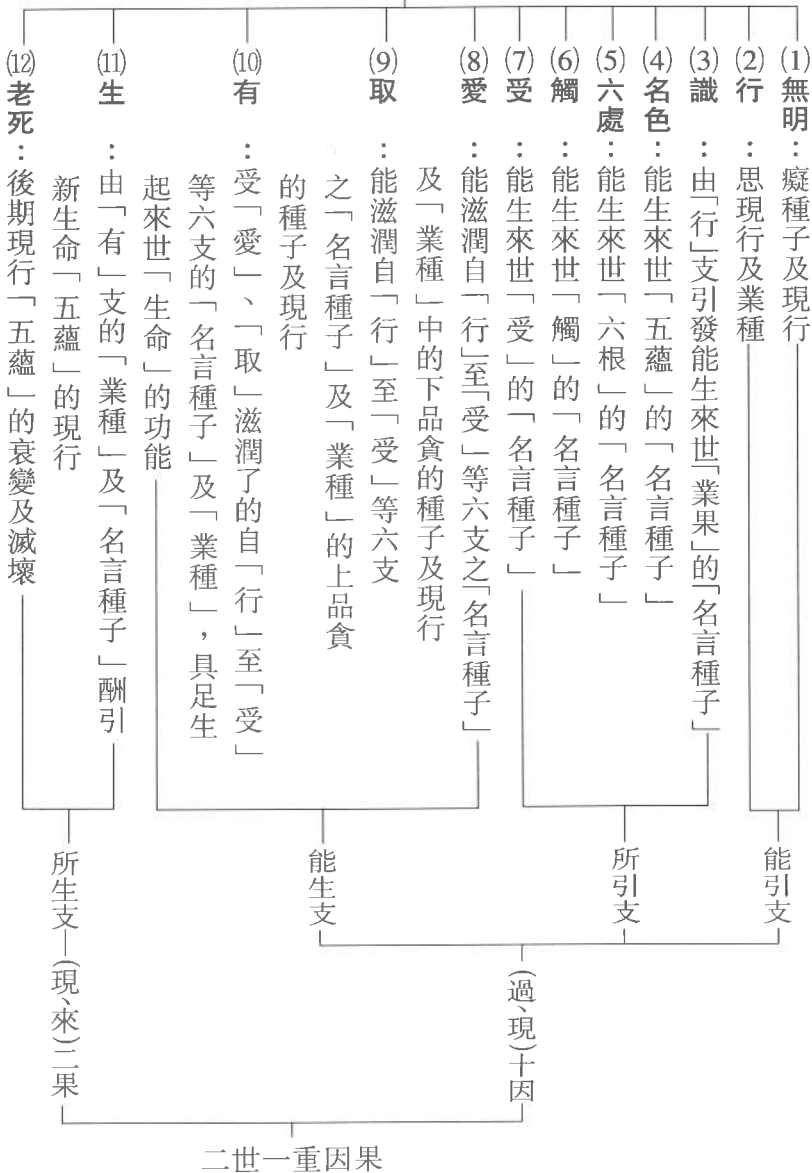 (1)無明：癡種子及現行
(2)行：思現行及業種
(3)識：由「行」支引發能生來世「業果」的「名言種子」
(4)名色：能生來世「五蘊」的「名言種子」
(5)六處：能生來世「六根」的「名言種子」
(6)觸：能生來世「觸」的「名言種子」
(7)受：能生來世「受」的「名言種子」
(8)愛：能滋潤自「行」至「受」等六支之「名言種子」
及「業種」中的下品貪的種子及現行
(9)取：能滋潤自「行」至「受」等六支
之「名言種子」及「業種」的上品貪
的種子及現行
(10)有：受「愛」、「取」滋潤了的自「行」至「受」
等六支的「名言種子」及「業種」，具足生
起來世「生命」的功能
(11)生：由「有」支的「業種」及「名言種子」酬引
新生命「五蘊」的現行
(12)老死：後期現行「五蘊」的衰變及滅壞
能引支
所引支
能生支
所生支—(現、來)二果
(過、現)十因
二世一重因果